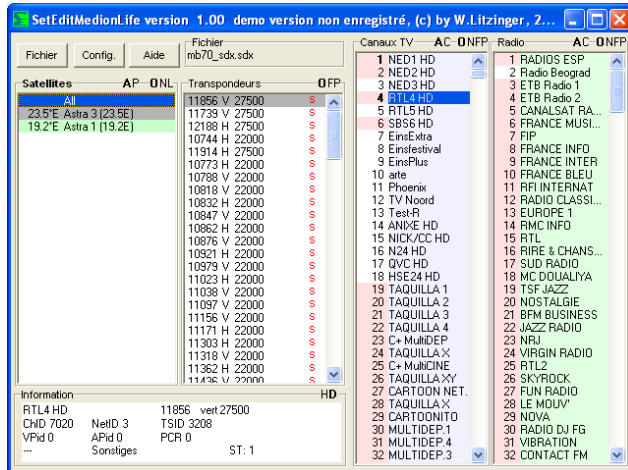 SetEditMedionLife version 1.00 demo version non enregistré, (c) by W.Litzinger, 2...
Fichier
Config.
Aide
Fichier
mb70_sdx.sdx
Satellites AP ONL
All
23.5°E Astra 3 (23.5E)
19.2°E Astra 1 (19.2E)
Transpondeurs OFP
11856 V 27500 S
11739 V 27500 S
12188 H 27500 S
10744 H 22000 S
11914 H 27500 S
10773 H 22000 S
10788 V 22000 S
10818 V 22000 S
10832 H 22000 S
10847 V 22000 S
10862 H 22000 S
10876 V 22000 S
10921 H 22000 S
10979 V 22000 S
11023 H 22000 S
11038 V 22000 S
11097 V 22000 S
11156 V 22000 S
11171 H 22000 S
11303 H 22000 S
11318 V 22000 S
11362 H 22000 S
11436 V 22000 S
Canaux TV AC ONFP
1 NED1 HD
2 NED2 HD
3 NED3 HD
4 RTL4 HD
5 RTL5 HD
6 SBS6 HD
7 EinsExtra
8 Einsfestival
9 EinsPlus
10 arte
11 Phoenix
12 TV Noord
13 Test-R
14 ANIXE HD
15 NICK/CC HD
16 N24 HD
17 QVC HD
18 HSE24 HD
19 TAQUILLA 1
20 TAQUILLA 2
21 TAQUILLA 3
22 TAQUILLA 4
23 C+ MultiDEP
24 TAQUILLA X
25 C+ MultiCINE
26 TAQUILLA XY
27 CARTOON NET.
28 TAQUILLA X
29 CARTOONITO
30 MULTIDEP.1
31 MULTIDEP.4
32 MULTIDEP.3
Radio AC ONFP
1 RADIOS ESP
2 Radio Beograd
3 ETB Radio 1
4 ETB Radio 2
5 CANALSAT RA...
6 FRANCE MUSI...
7 FIP
8 FRANCE INFO
9 FRANCE INTER
10 FRANCE BLEU
11 RFI INTERNAT
12 RADIO CLASSI...
13 EUROPE 1
14 RMC INFO
15 RTL
16 RIRE & CHANS...
17 SUD RADIO
18 MC DOUALIYA
19 TSF JAZZ
20 NOSTALGIE
21 BFM BUSINESS
22 JAZZ RADIO
23 NRJ
24 VIRGIN RADIO
25 RTL2
26 SKYROCK
27 FUN RADIO
28 LE MOUV'
29 NOVA
30 RADIO DJ FG
31 VIBRATION
32 CONTACT FM
Information HD
RTL4 HD 11856 vert 27500
ChID 7020 NetID 3 TSID 3208
VPid 0 APid 0 PCR 0
--- Sonstiges ST: 1